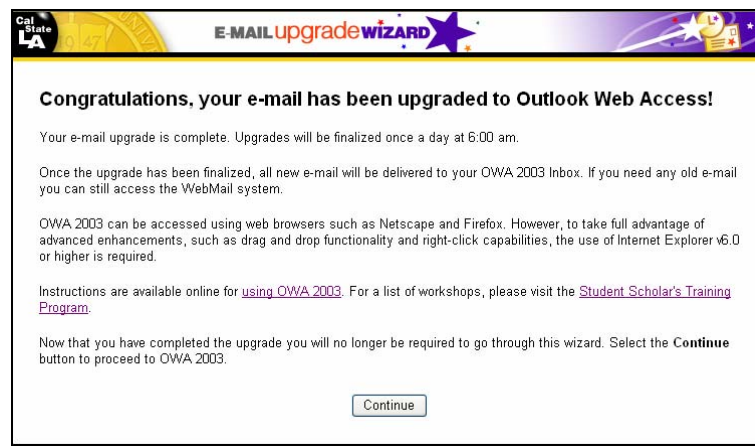 Cal
State
LA
19 47
UNIV
E-MAIL upgrade WIZARD
Congratulations, your e-mail has been upgraded to Outlook Web Access!
Your e-mail upgrade is complete. Upgrades will be finalized once a day at 6:00 am.
Once the upgrade has been finalized, all new e-mail will be delivered to your OWA 2003 Inbox. If you need any old e-mail
you can still access the WebMail system.
OWA 2003 can be accessed using web browsers such as Netscape and Firefox. However, to take full advantage of
advanced enhancements, such as drag and drop functionality and right-click capabilities, the use of Internet Explorer v6.0
or higher is required.
Instructions are available online for using OWA 2003. For a list of workshops, please visit the Student Scholar's Training
Program.
Now that you have completed the upgrade you will no longer be required to go through this wizard. Select the Continue
button to proceed to OWA 2003.
Continue